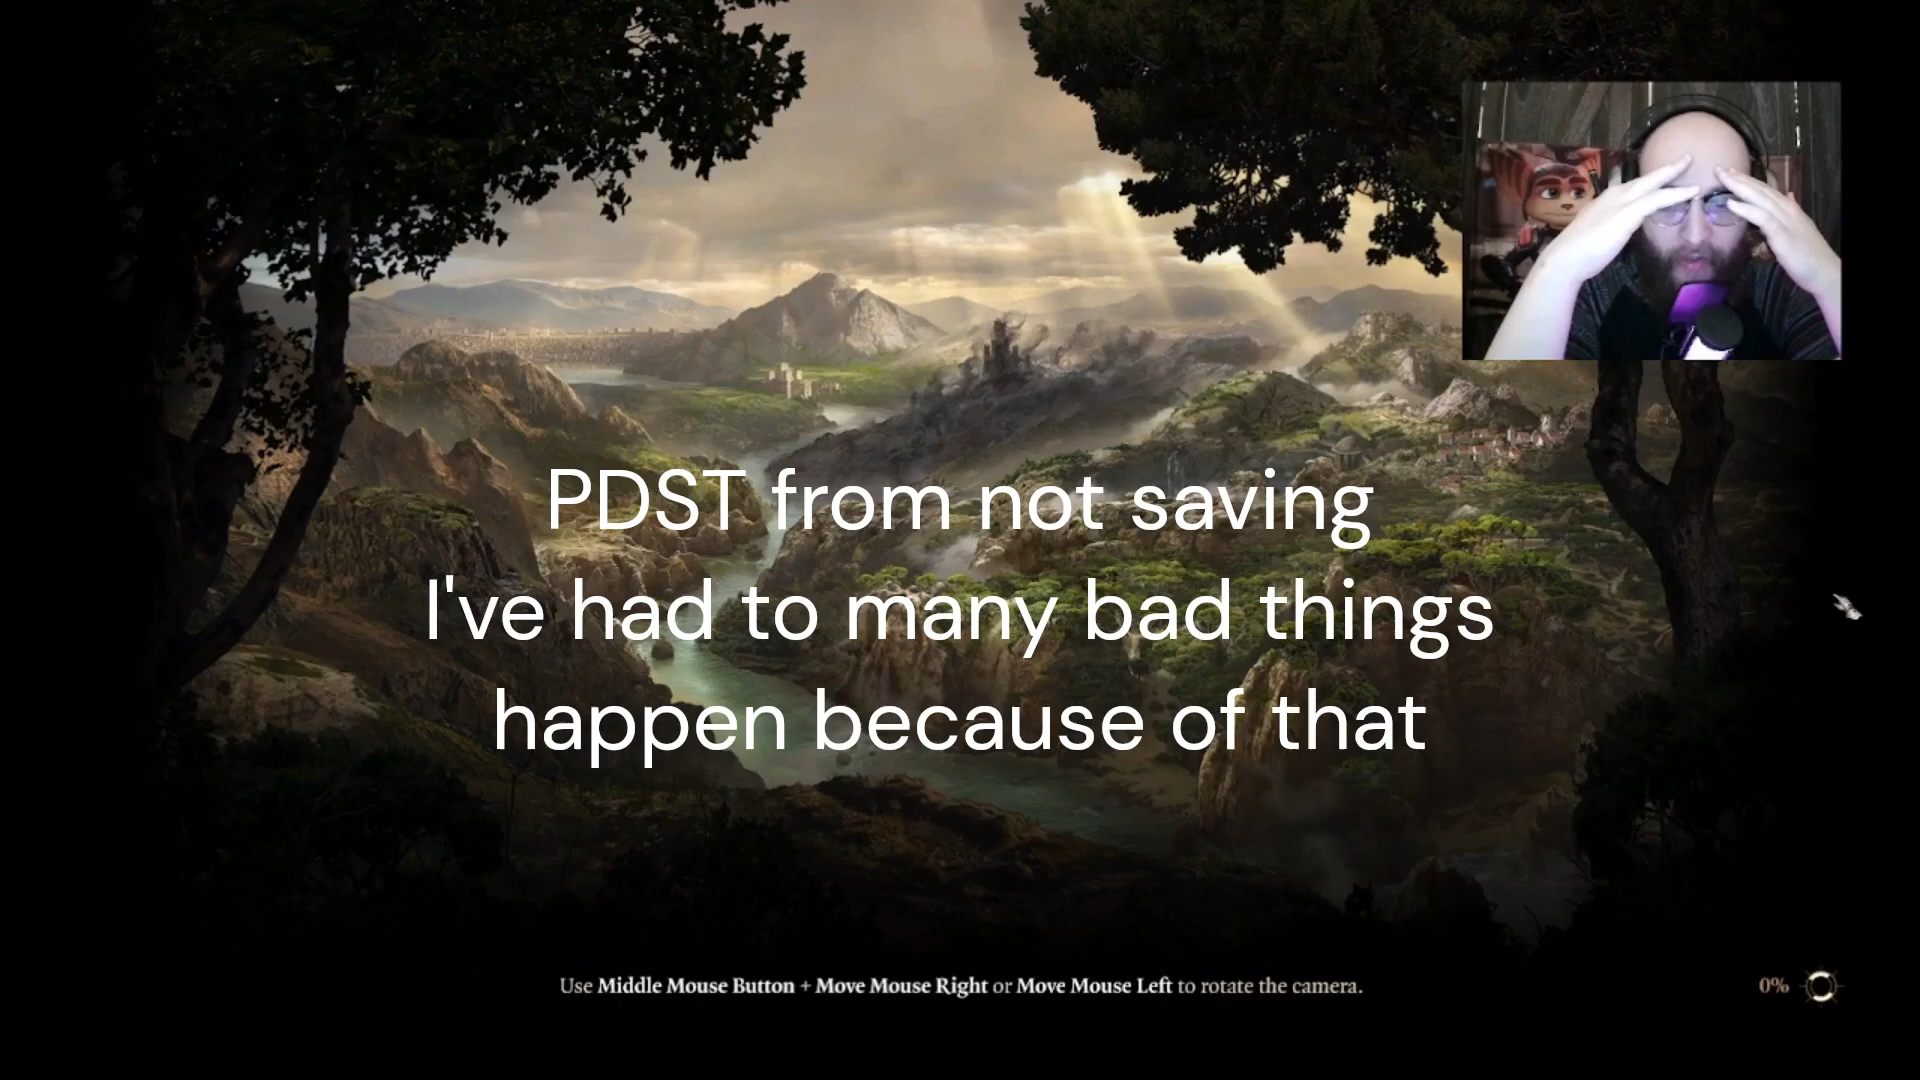 PDST from not saving
I've had to many bad things
happen because of that
Use Middle Mouse Button + Move Mouse Right or Move Mouse Left to rotate the camera.
0%